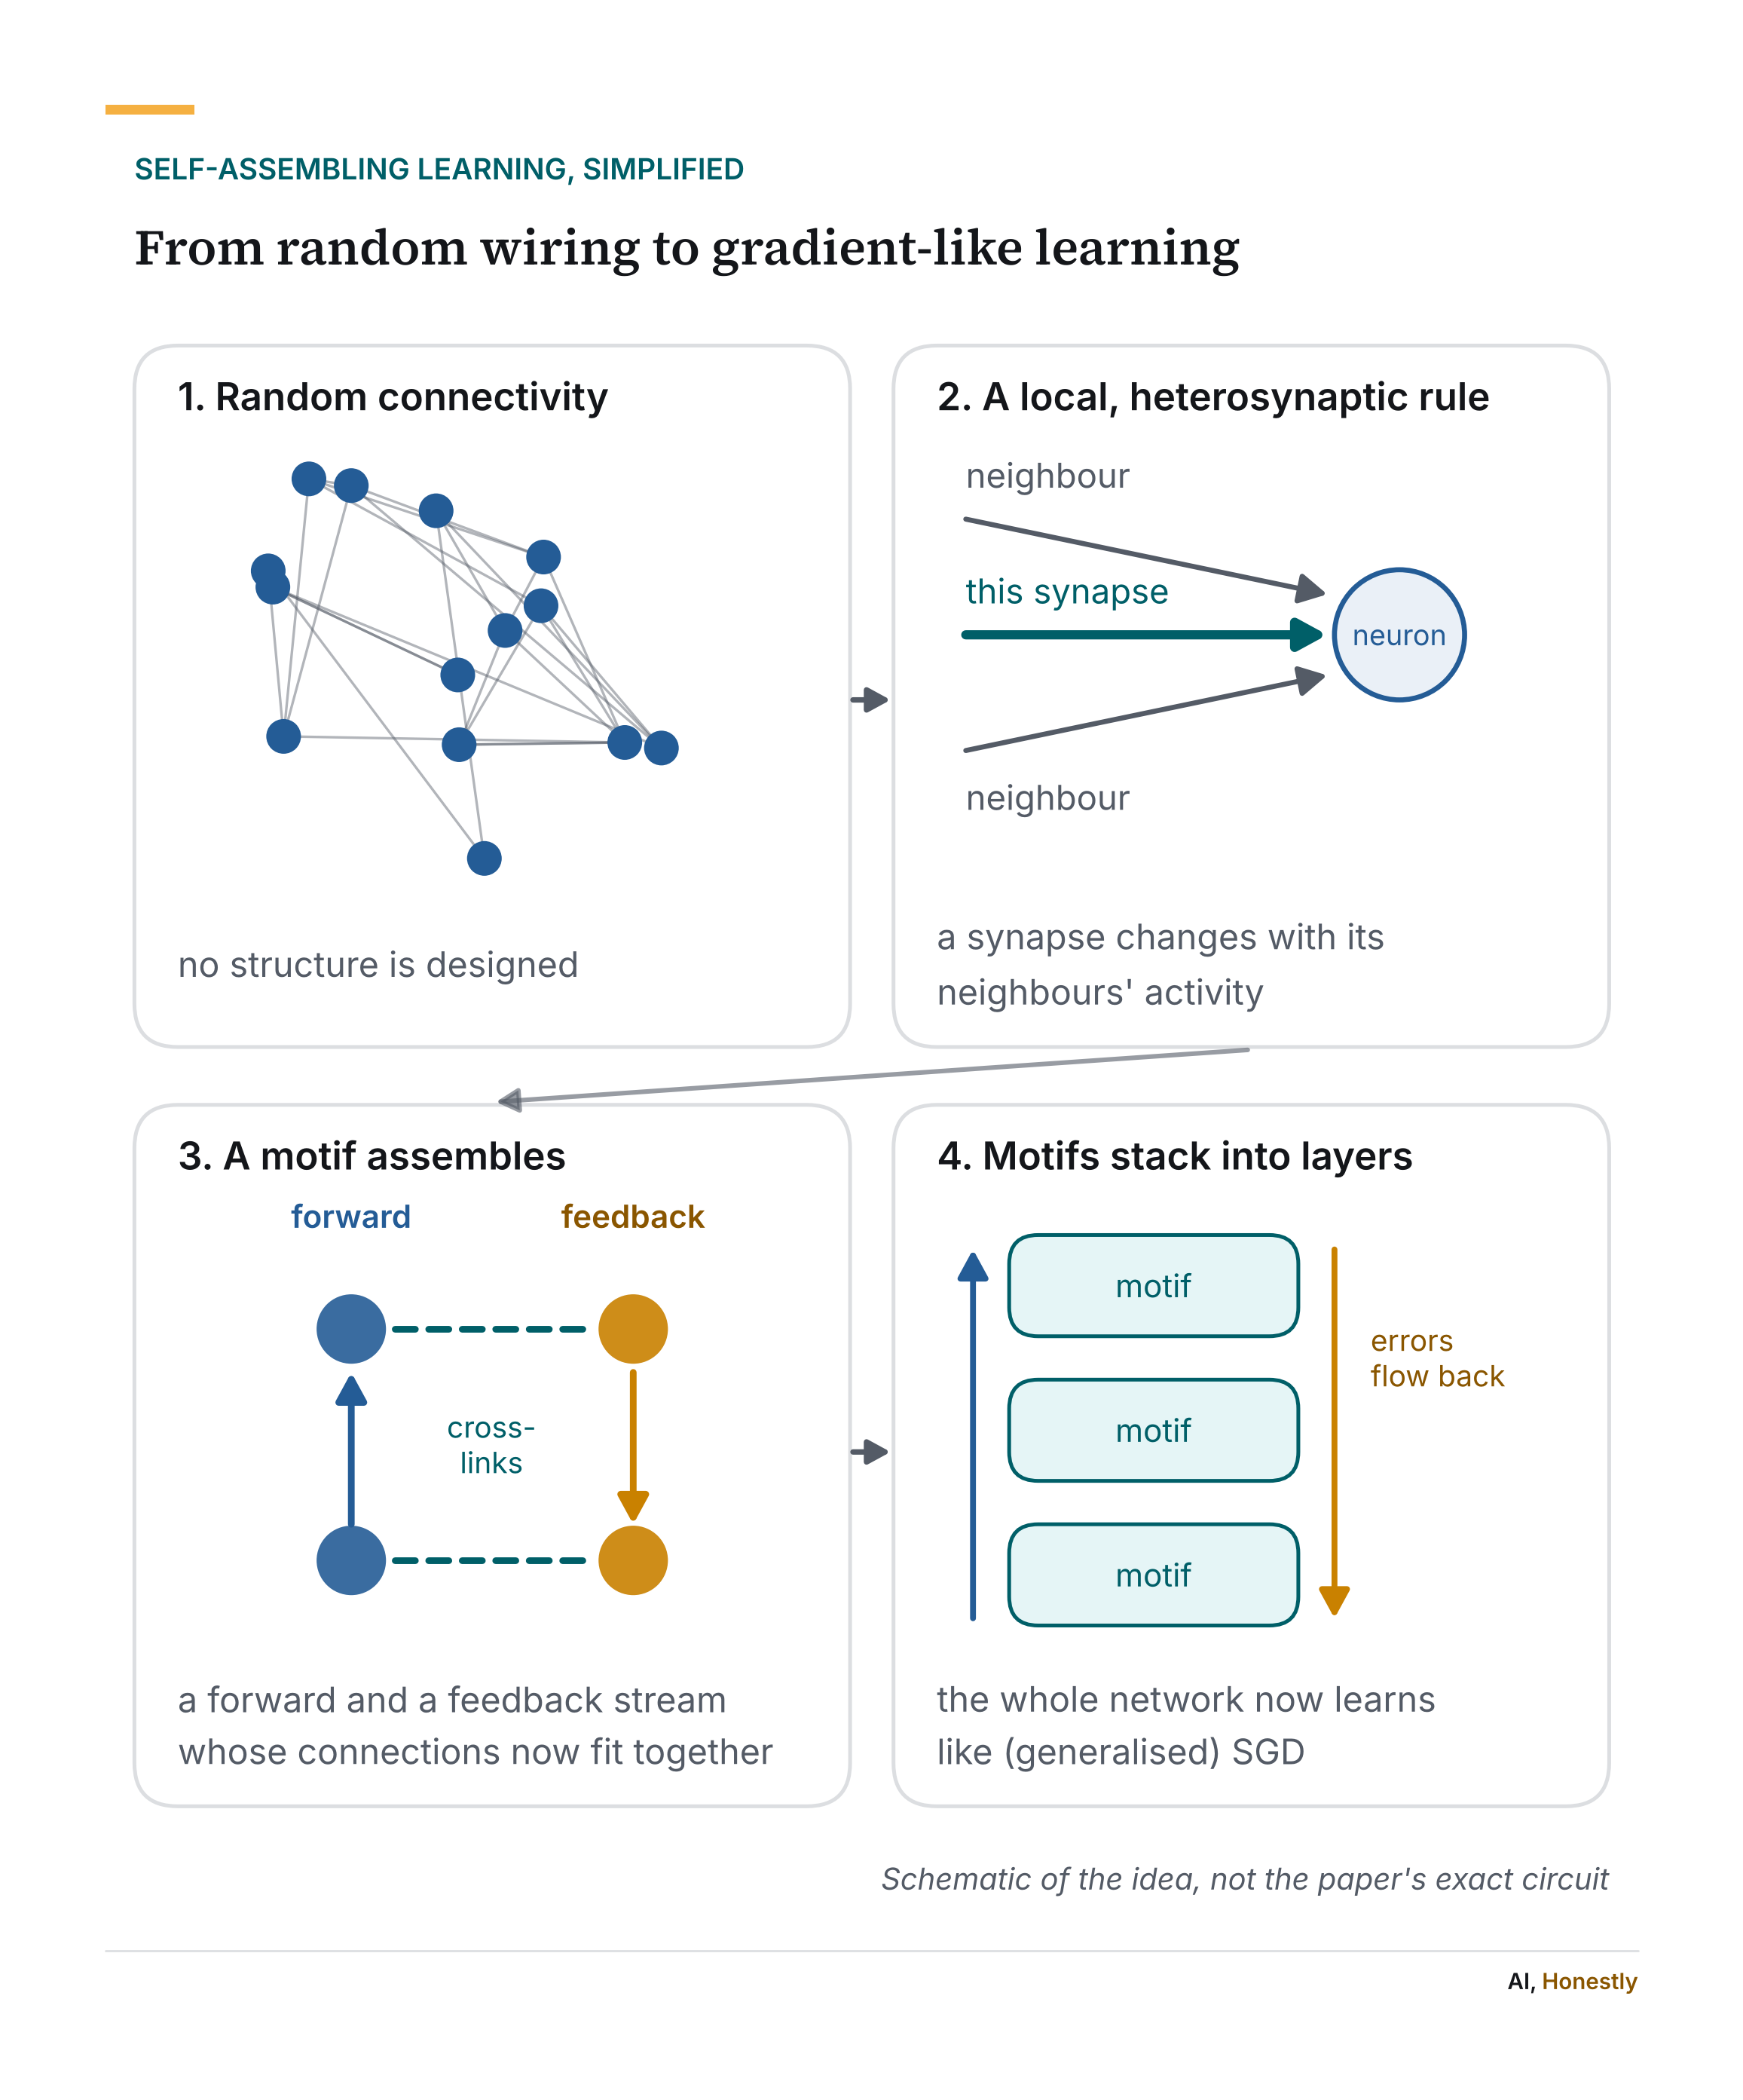 SELF-ASSEMBLING LEARNING, SIMPLIFIED
From random wiring to gradient-like learning
1. Random connectivity
no structure is designed
2. A local, heterosynaptic rule
neighbour
this synapse
neuron
neighbour
a synapse changes with its
neighbours' activity
3. A motif assembles
forward
feedback
cross-
links
a forward and a feedback stream
whose connections now fit together
4. Motifs stack into layers
motif
errors
flow back
motif
motif
the whole network now learns
like (generalised) SGD
Schematic of the idea, not the paper's exact circuit
AI, Honestly